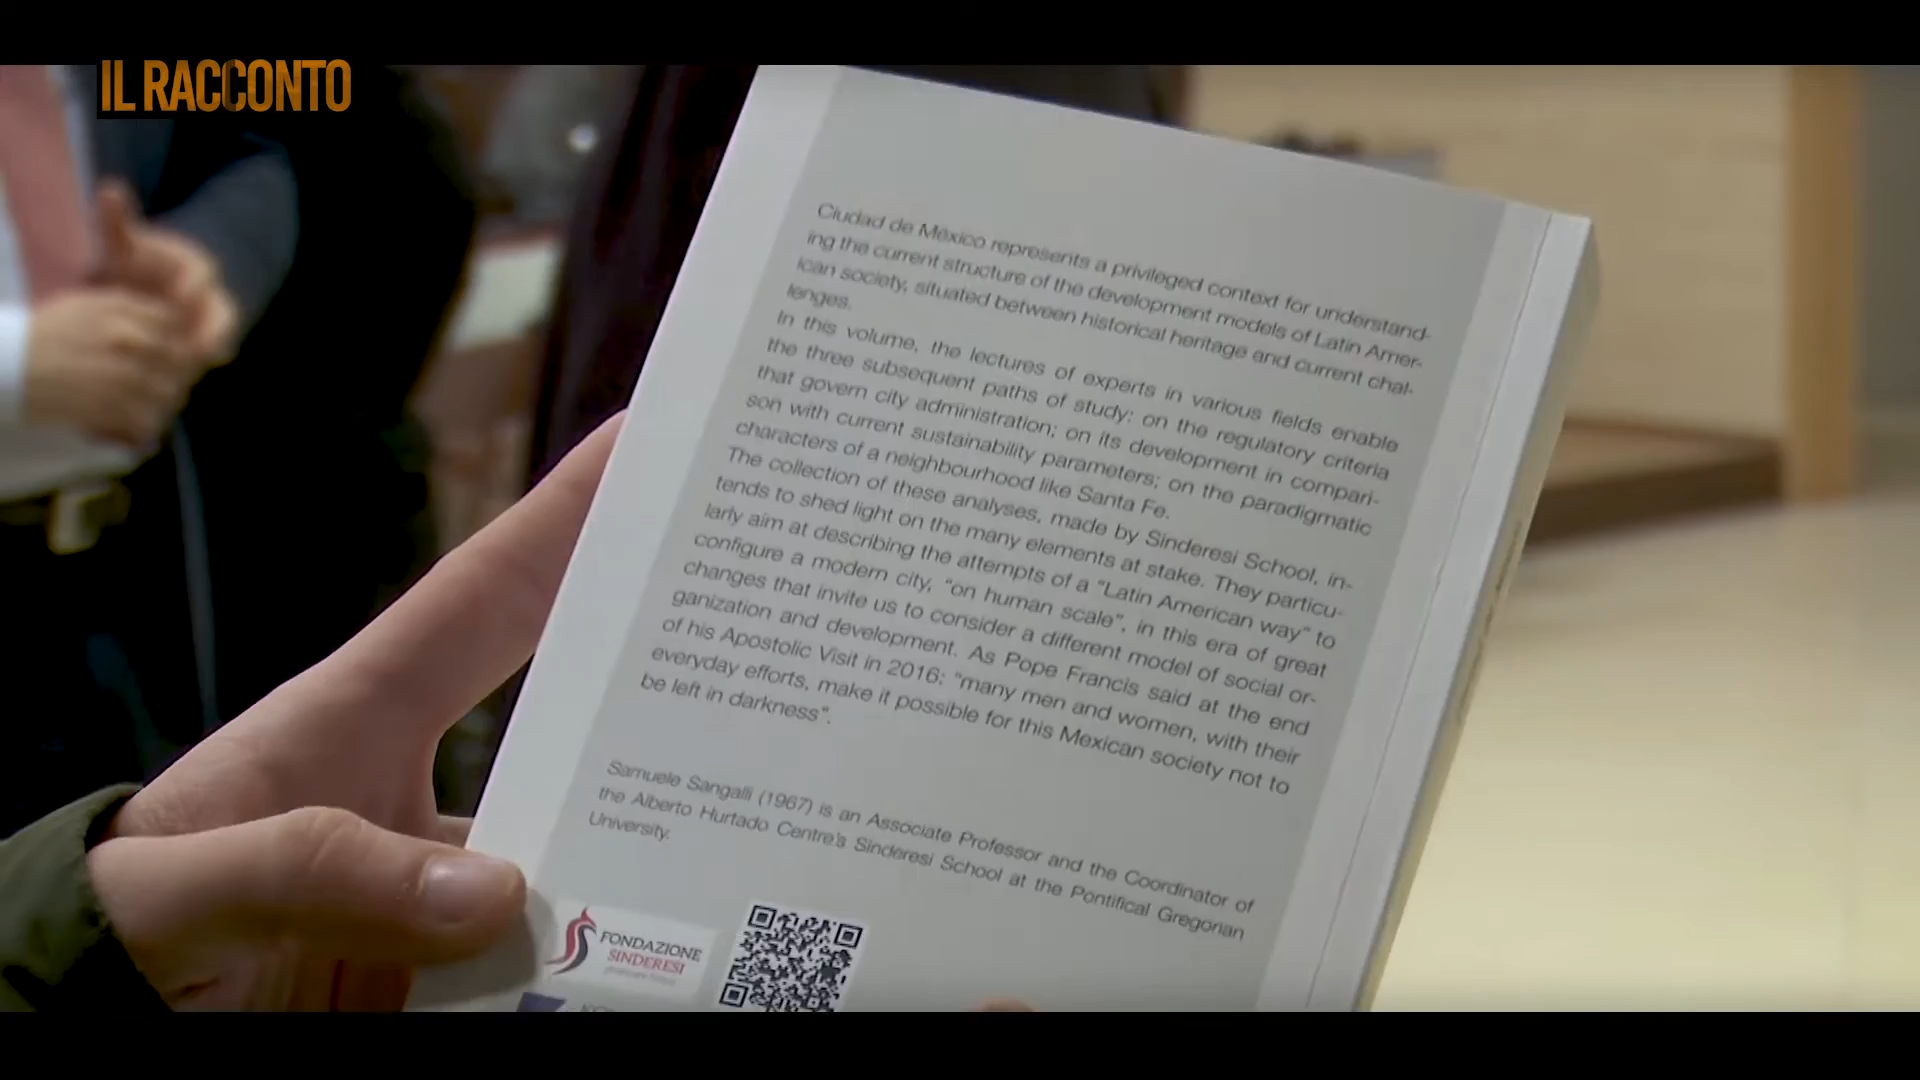 IL RACCONTO
Ciudad de México represents a privileged context for understand-
ing the current structure of the development models of Latin Amer-
ican society, situated between historical heritage and current chal-
lenges.
In this volume, the lectures of experts in various fields enable
the three subsequent paths of study: on the regulatory criteria
that govern city administration; on its development in compari-
son with current sustainability parameters; on the paradigmatic
characters of a neighbourhood like Santa Fe.
The collection of these analyses, made by Sinderesi School, in-
tends to shed light on the many elements at stake. They particu-
larly aim at describing the attempts of a "Latin American way" to
configure a modern city, "on human scale", in this era of great
changes that invite us to consider a different model of social or-
ganization and development. As Pope Francis said at the end
of his Apostolic Visit in 2016: "many men and women, with their
everyday efforts, make it possible for this Mexican society not to
be left in darkness".
Samuele Sangalli (1967) is an Associate Professor and the Coordinator of
the Alberto Hurtado Centre's Sinderesi School at the Pontifical Gregorian
University.
FONDAZIONE
SINDERESI